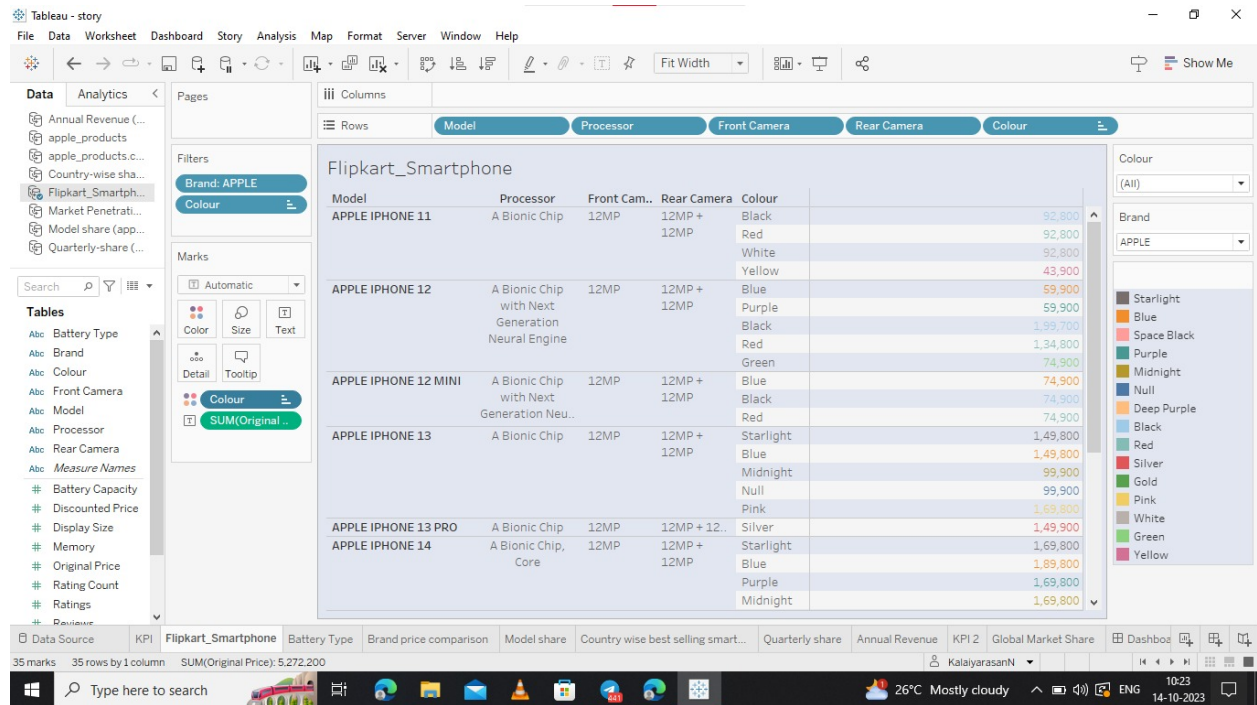 Tableau - story
File Data Worksheet Dashboard Story Analysis Map Format Server Window Help
Fit Width
Show Me
Data Analytics
Annual Revenue (...
apple_products
apple_products.c...
Country-wise sha...
Flipkart_Smartph...
Market Penetrati...
Model share (app...
Quarterly-share (...
Search
Tables
Abc Battery Type
Abc Brand
Abc Colour
Abc Front Camera
Abc Model
Abc Processor
Abc Rear Camera
Abc Measure Names
# Battery Capacity
# Discounted Price
# Display Size
# Memory
# Original Price
# Rating Count
# Ratings
# Reviews
Pages
Filters
Brand: APPLE
Colour
Marks
Automatic
Color Size Text
Detail Tooltip
Colour
SUM(Original ..
Columns
Rows Model Processor Front Camera Rear Camera Colour
Flipkart_Smartphone
Model Processor Front Cam.. Rear Camera Colour
APPLE IPHONE 11 A Bionic Chip 12MP 12MP + Black 92,800
12MP Red 92,800
White 92,800
Yellow 43,900
APPLE IPHONE 12 A Bionic Chip 12MP 12MP + Blue 59,900
with Next 12MP Purple 59,900
Generation Black 1,99,700
Neural Engine Red 1,34,800
Green 74,900
APPLE IPHONE 12 MINI A Bionic Chip 12MP 12MP + Blue 74,900
with Next 12MP Black 74,900
Generation Neu.. Red 74,900
APPLE IPHONE 13 A Bionic Chip 12MP 12MP + Starlight 1,49,800
12MP Blue 1,49,800
Midnight 99,900
Null 99,900
Pink 1,69,800
APPLE IPHONE 13 PRO A Bionic Chip 12MP 12MP + 12.. Silver 1,49,900
APPLE IPHONE 14 A Bionic Chip, 12MP 12MP + Starlight 1,69,800
Core 12MP Blue 1,89,800
Purple 1,69,800
Midnight 1,69,800
Colour
(All)
Brand
APPLE
Starlight
Blue
Space Black
Purple
Midnight
Null
Deep Purple
Black
Red
Silver
Gold
Pink
White
Green
Yellow
Data Source KPI Flipkart_Smartphone Battery Type Brand price comparison Model share Country wise best selling smart... Quarterly share Annual Revenue KPI 2 Global Market Share Dashboa
35 marks 35 rows by 1 column SUM(Original Price): 5,272,200 KalaiyarasanN
Type here to search 26°C Mostly cloudy ENG 10:23
14-10-2023